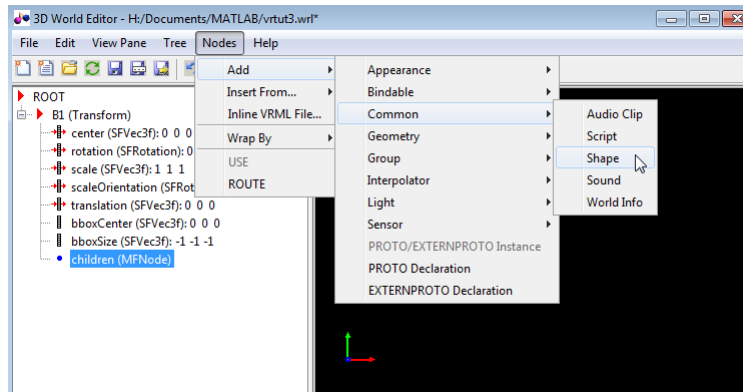 3D World Editor - H:/Documents/MATLAB/vrtut3.wrl*
File Edit View Pane Tree Nodes Help
ROOT
B1 (Transform)
center (SFVec3f): 0 0 0
rotation (SFRotation): 0
scale (SFVec3f): 1 1 1
scaleOrientation (SFRot
translation (SFVec3f): 0 0 0
bboxCenter (SFVec3f): 0 0 0
bboxSize (SFVec3f): -1 -1 -1
children (MFNode)
Add
Insert From...
Inline VRML File...
Wrap By
USE
ROUTE
Appearance
Bindable
Common
Geometry
Group
Interpolator
Light
Sensor
PROTO/EXTERNPROTO Instance
PROTO Declaration
EXTERNPROTO Declaration
Audio Clip
Script
Shape
Sound
World Info